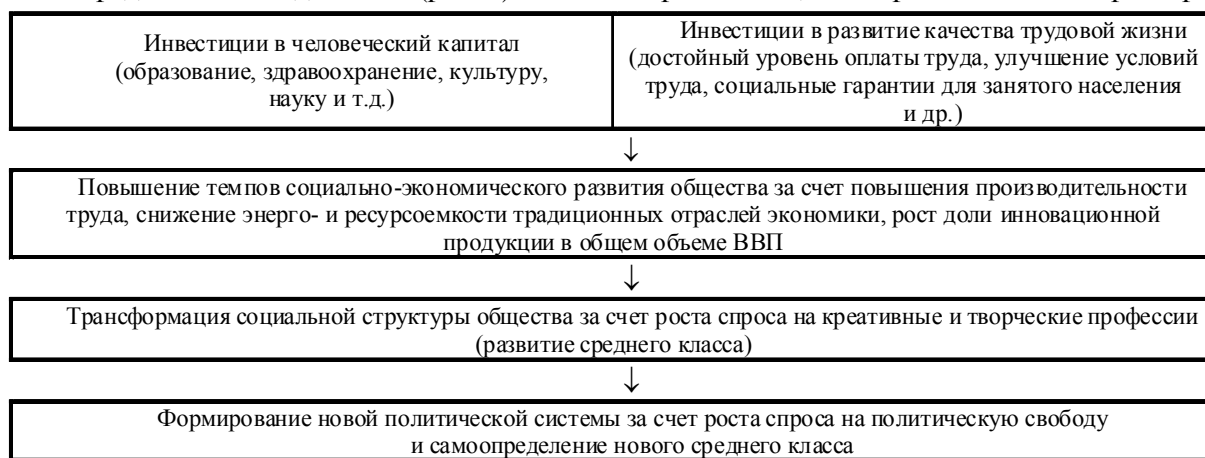 Инвестиции в человеческий капитал
(образование, здравоохранение, культуру,
науку и т.д.)
Инвестиции в развитие качества трудовой жизни
(достойный уровень оплаты труда, улучшение условий
труда, социальные гарантии для занятого населения
и др.)
↓
Повышение темпов социально-экономического развития общества за счет повышения производительности
труда, снижение энерго- и ресурсоемкости традиционных отраслей экономики, рост доли инновационной
продукции в общем объеме ВВП
↓
Трансформация социальной структуры общества за счет роста спроса на креативные и творческие профессии
(развитие среднего класса)
↓
Формирование новой политической системы за счет роста спроса на политическую свободу
и самоопределение нового среднего класса